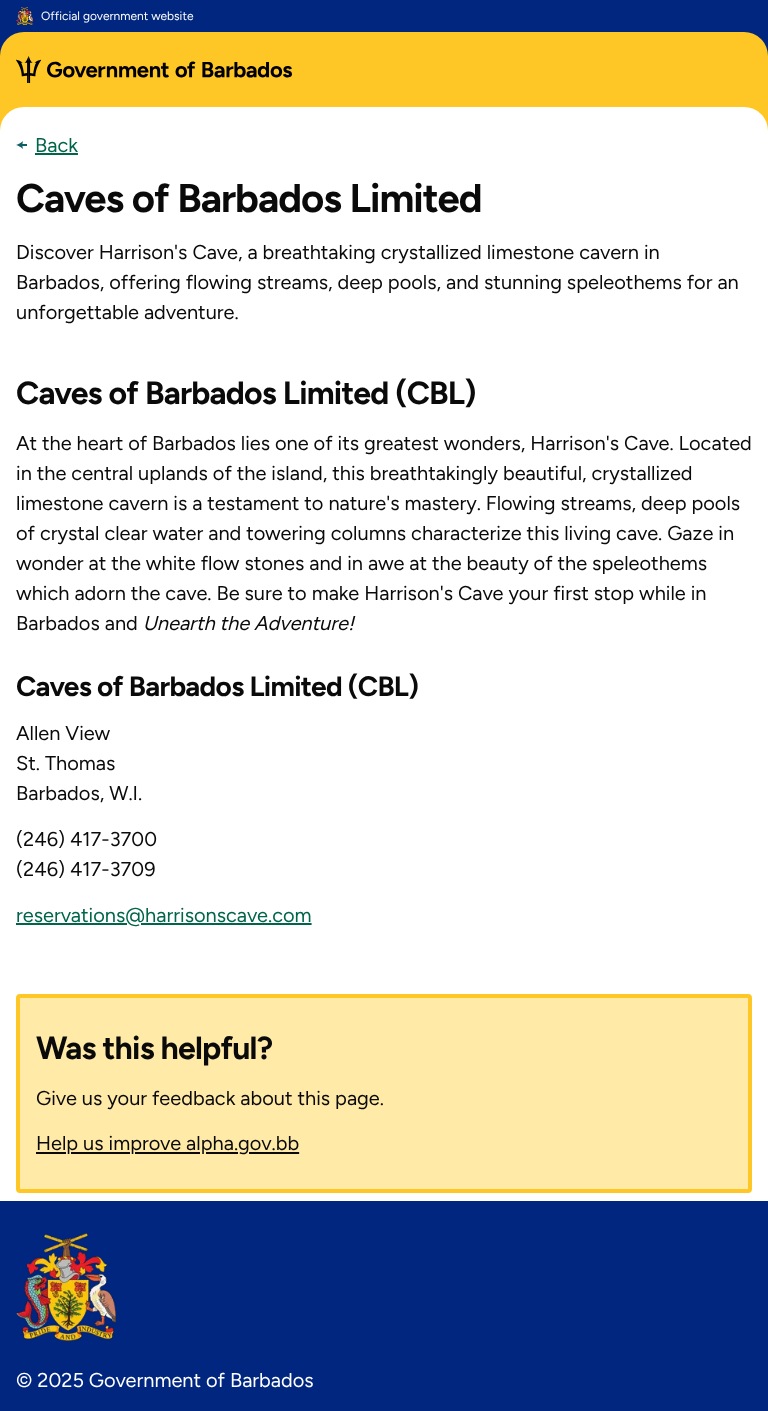 Official government website
Government of Barbados
Back
Caves of Barbados Limited
Discover Harrison's Cave, a breathtaking crystallized limestone cavern in
Barbados, offering flowing streams, deep pools, and stunning speleothems for an
unforgettable adventure.
Caves of Barbados Limited (CBL)
At the heart of Barbados lies one of its greatest wonders, Harrison's Cave. Located
in the central uplands of the island, this breathtakingly beautiful, crystallized
limestone cavern is a testament to nature's mastery. Flowing streams, deep pools
of crystal clear water and towering columns characterize this living cave. Gaze in
wonder at the white flow stones and in awe at the beauty of the speleothems
which adorn the cave. Be sure to make Harrison's Cave your first stop while in
Barbados and Unearth the Adventure!
Caves of Barbados Limited (CBL)
Allen View
St. Thomas
Barbados, W.I.
(246) 417-3700
(246) 417-3709
reservations@harrisonscave.com
Was this helpful?
Give us your feedback about this page.
Help us improve alpha.gov.bb
PRIDE AND INDUSTRY
© 2025 Government of Barbados